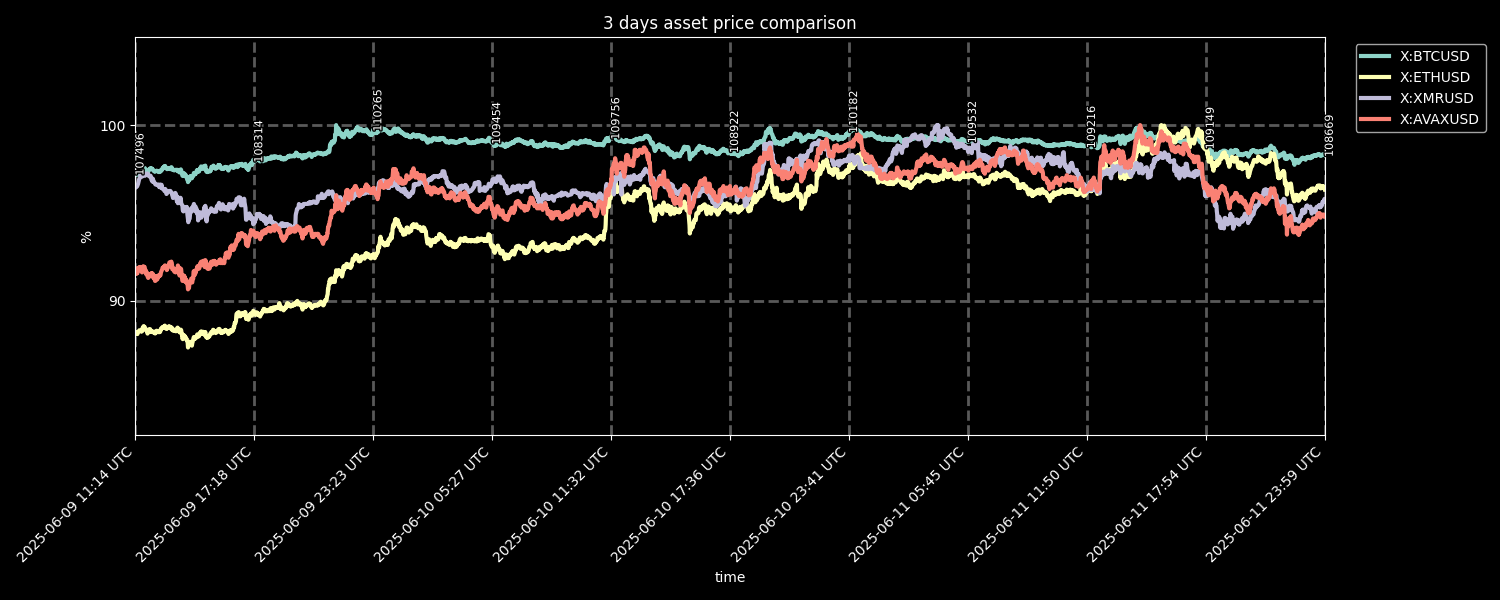 3 days asset price comparison
X:BTCUSD
X:ETHUSD
X:XMRUSD
X:AVAXUSD
100
90
%
107496
108314
110265
109454
109756
108922
110182
109532
109216
109149
108669
2025-06-09 11:14 UTC
2025-06-09 17:18 UTC
2025-06-09 23:23 UTC
2025-06-10 05:27 UTC
2025-06-10 11:32 UTC
2025-06-10 17:36 UTC
2025-06-10 23:41 UTC
2025-06-11 05:45 UTC
2025-06-11 11:50 UTC
2025-06-11 17:54 UTC
2025-06-11 23:59 UTC
time